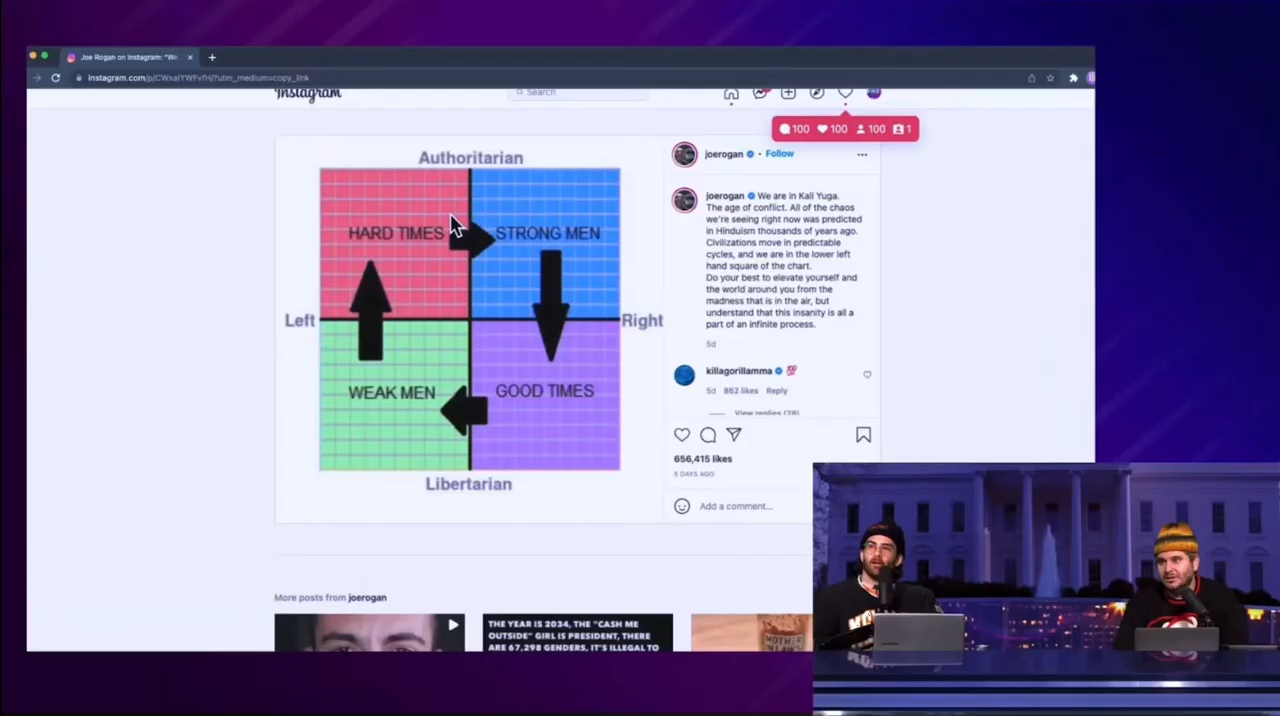 Joe Rogan on Instagram: "We
instagram.com/p/CWxaIYWFvfH/?utm_medium=copy_link
Instagram
Search
100 100 100 1
Authoritarian
HARD TIMES
STRONG MEN
Left
Right
WEAK MEN
GOOD TIMES
Libertarian
joerogan • Follow
joerogan We are in Kali Yuga.
The age of conflict. All of the chaos
we're seeing right now was predicted
in Hinduism thousands of years ago.
Civilizations move in predictable
cycles, and we are in the lower left
hand square of the chart.
Do your best to elevate yourself and
the world around you from the
madness that is in the air, but
understand that this insanity is all a
part of an infinite process.
5d
killagorillamma 💯
5d 862 likes Reply
View replies (28)
656,415 likes
5 DAYS AGO
Add a comment...
More posts from joerogan
THE YEAR IS 2034, THE "CASH ME
OUTSIDE" GIRL IS PRESIDENT, THERE
ARE 67,298 GENDERS, IT'S ILLEGAL TO
MOTHER